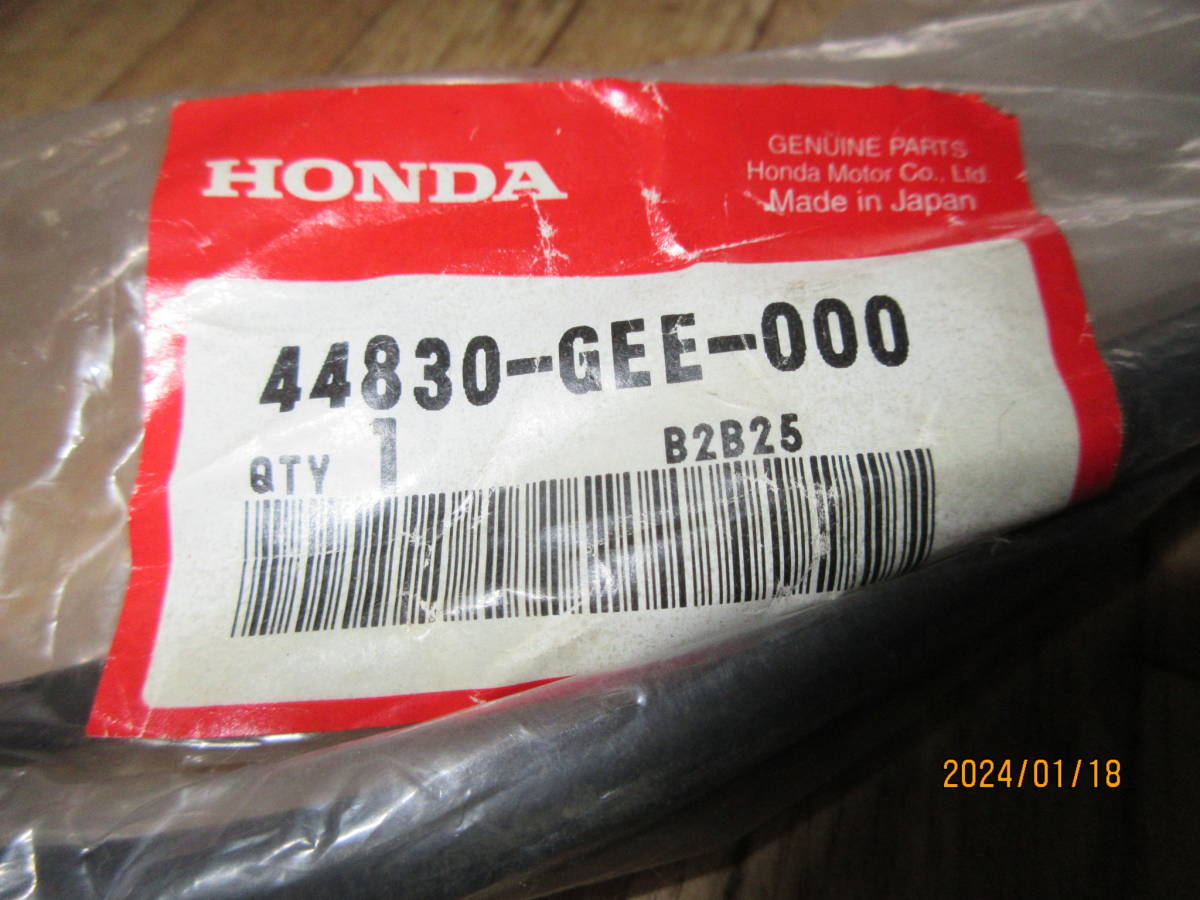 HONDA
GENUINE PARTS
Honda Motor Co., Ltd.
Made in Japan
44830-GEE-000
QTY 1
B2B25
2024/01/18